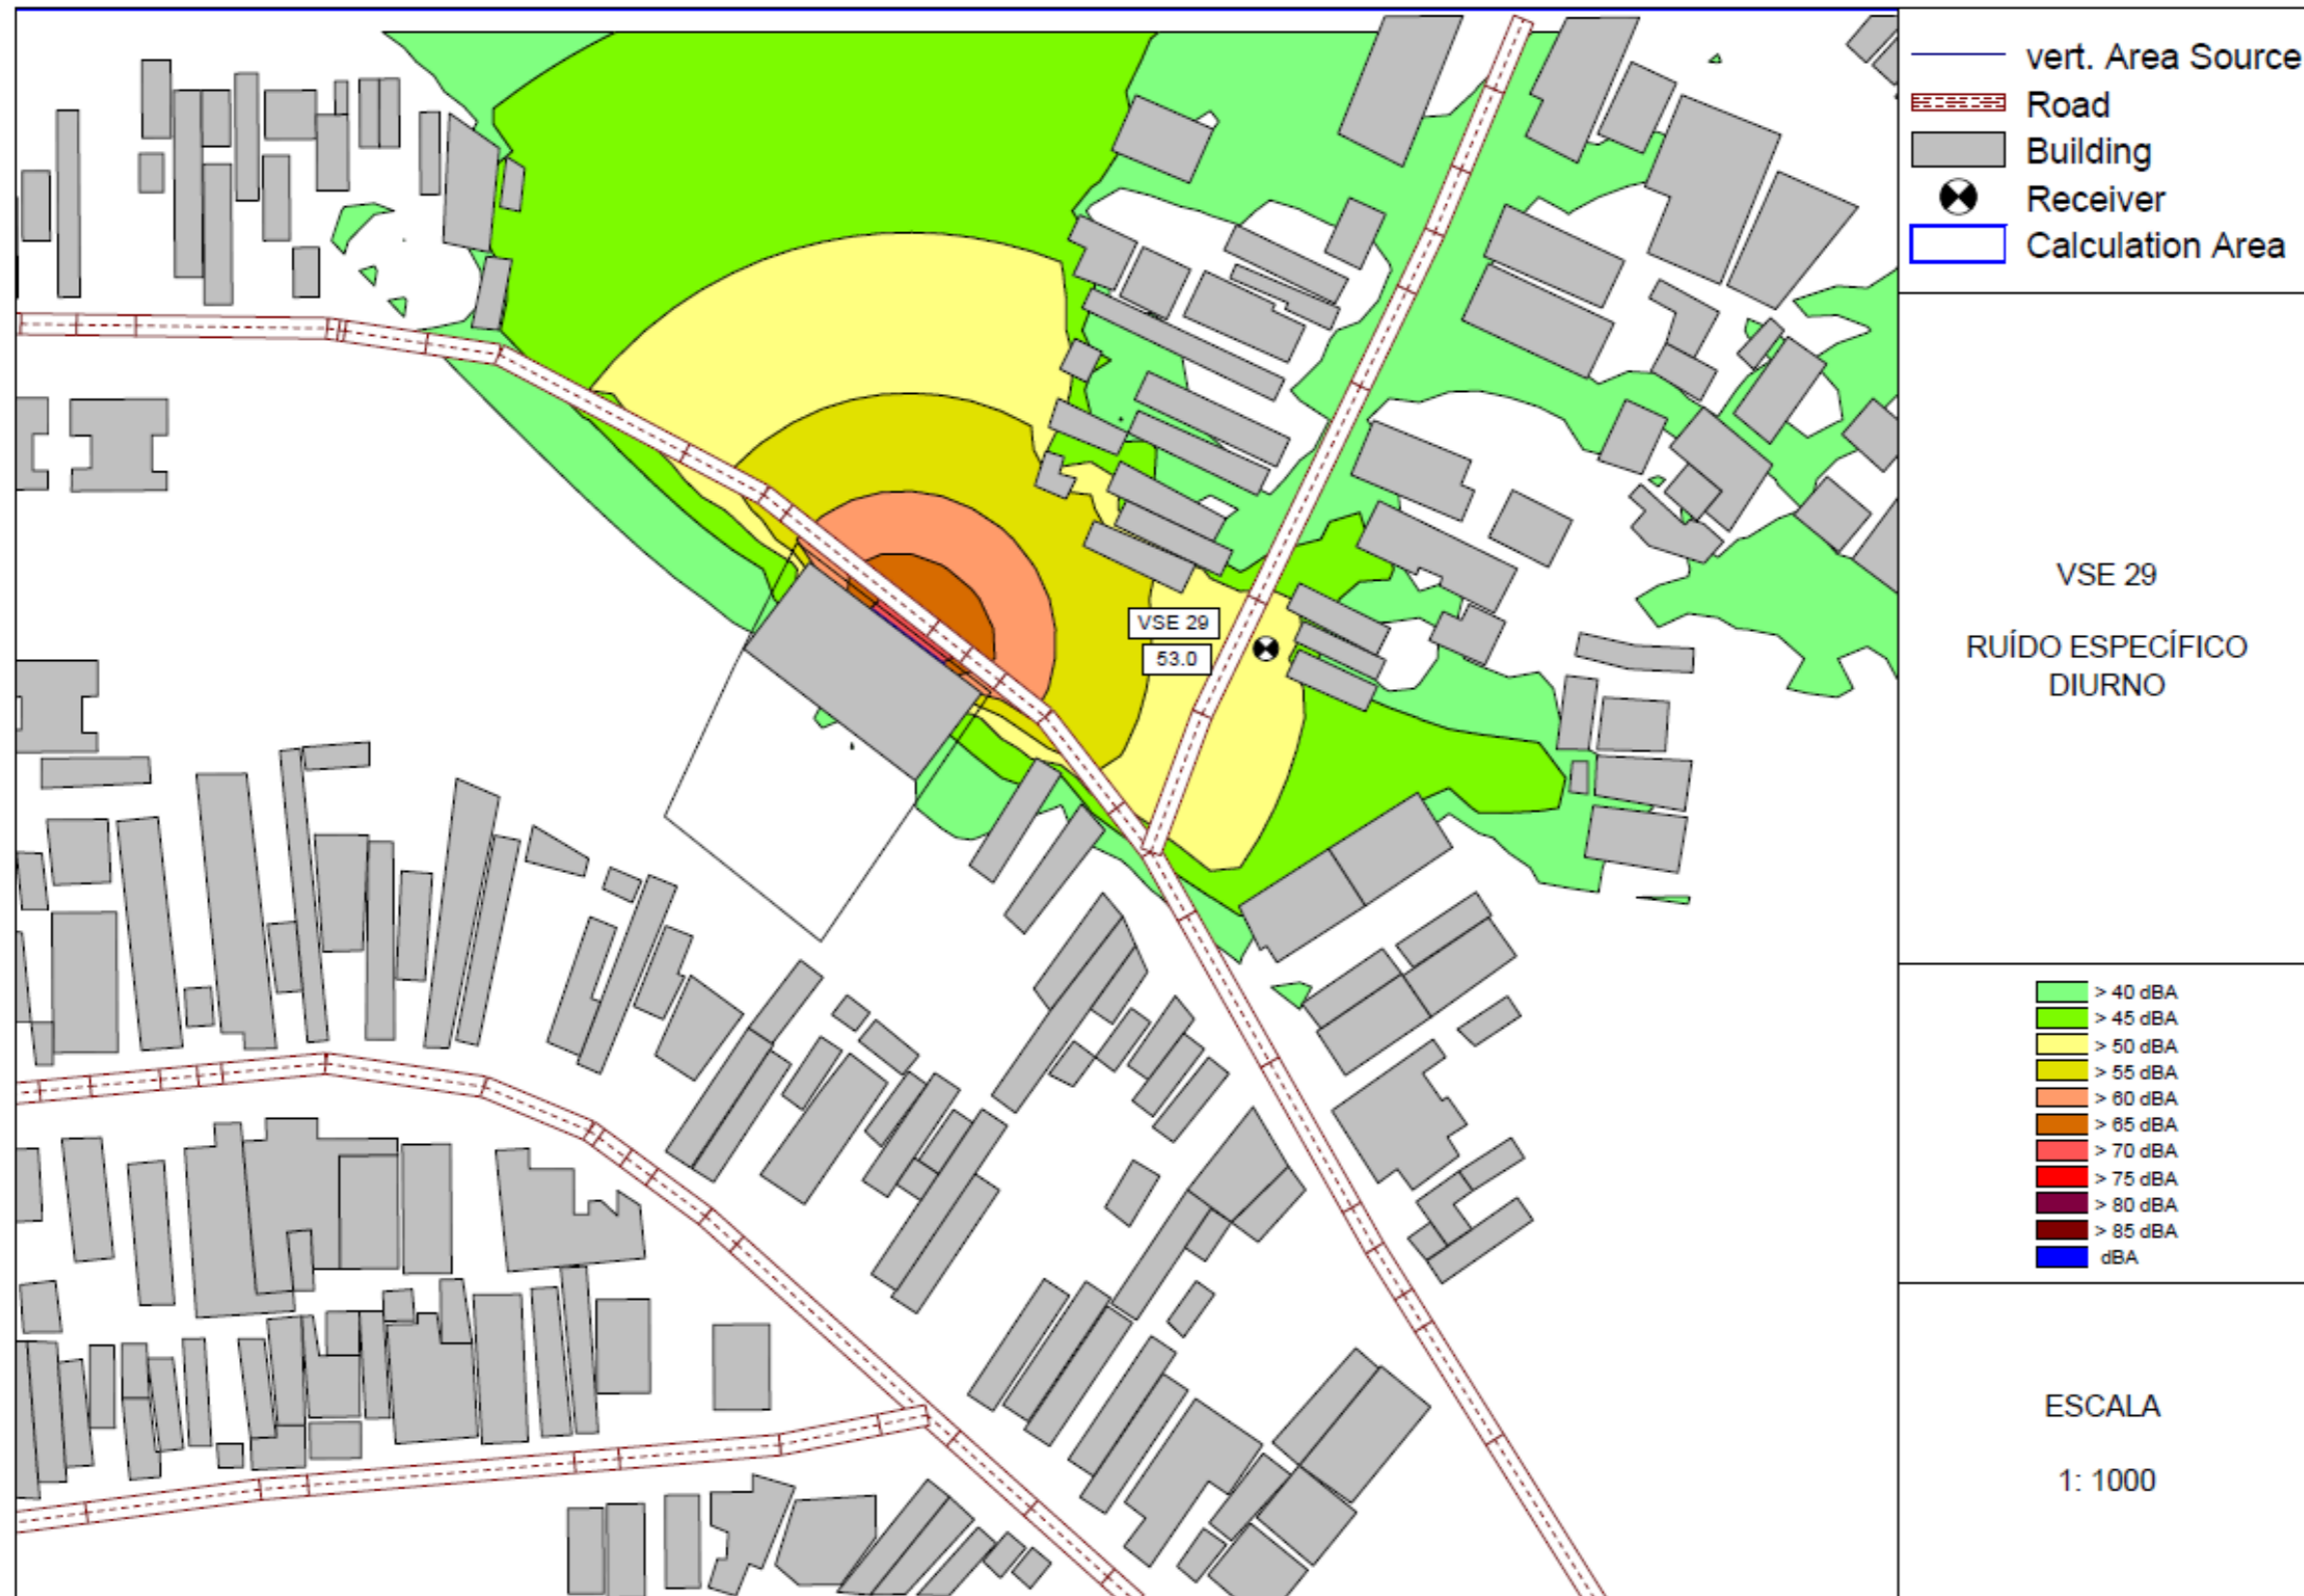 vert. Area Source
Road
Building
Receiver
Calculation Area
VSE 29
53.0
VSE 29
RUÍDO ESPECÍFICO
DIURNO
> 40 dBA
> 45 dBA
> 50 dBA
> 55 dBA
> 60 dBA
> 65 dBA
> 70 dBA
> 75 dBA
> 80 dBA
> 85 dBA
dBA
ESCALA
1: 1000